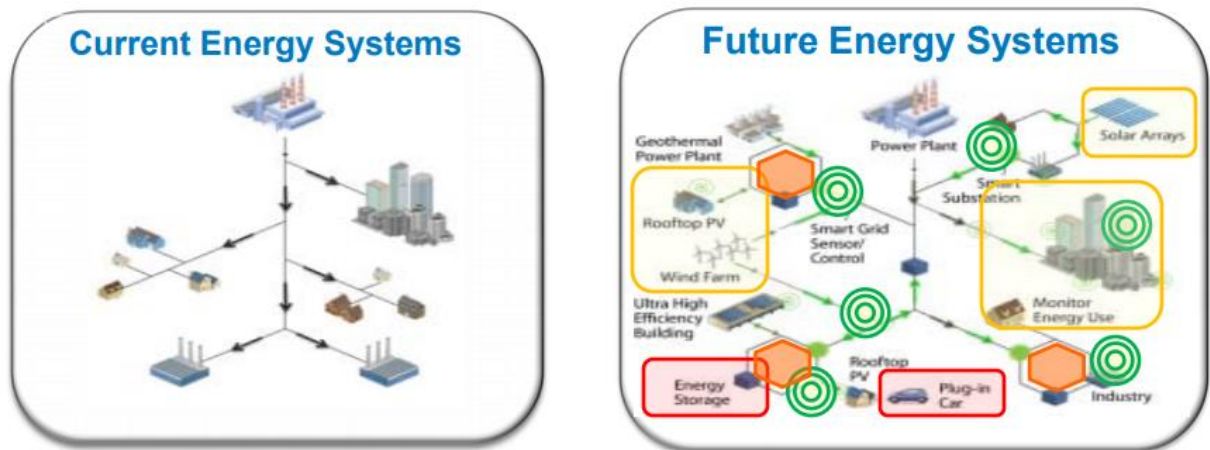 Current Energy Systems
Future Energy Systems
Geothermal
Power Plant
Power Plant
Solar Arrays
Smart
Substation
Rooftop PV
Smart Grid
Sensor/
Control
Wind Farm
Ultra High
Efficiency
Building
Monitor
Energy Use
Rooftop
PV
Energy
Storage
Plug-in
Car
Industry